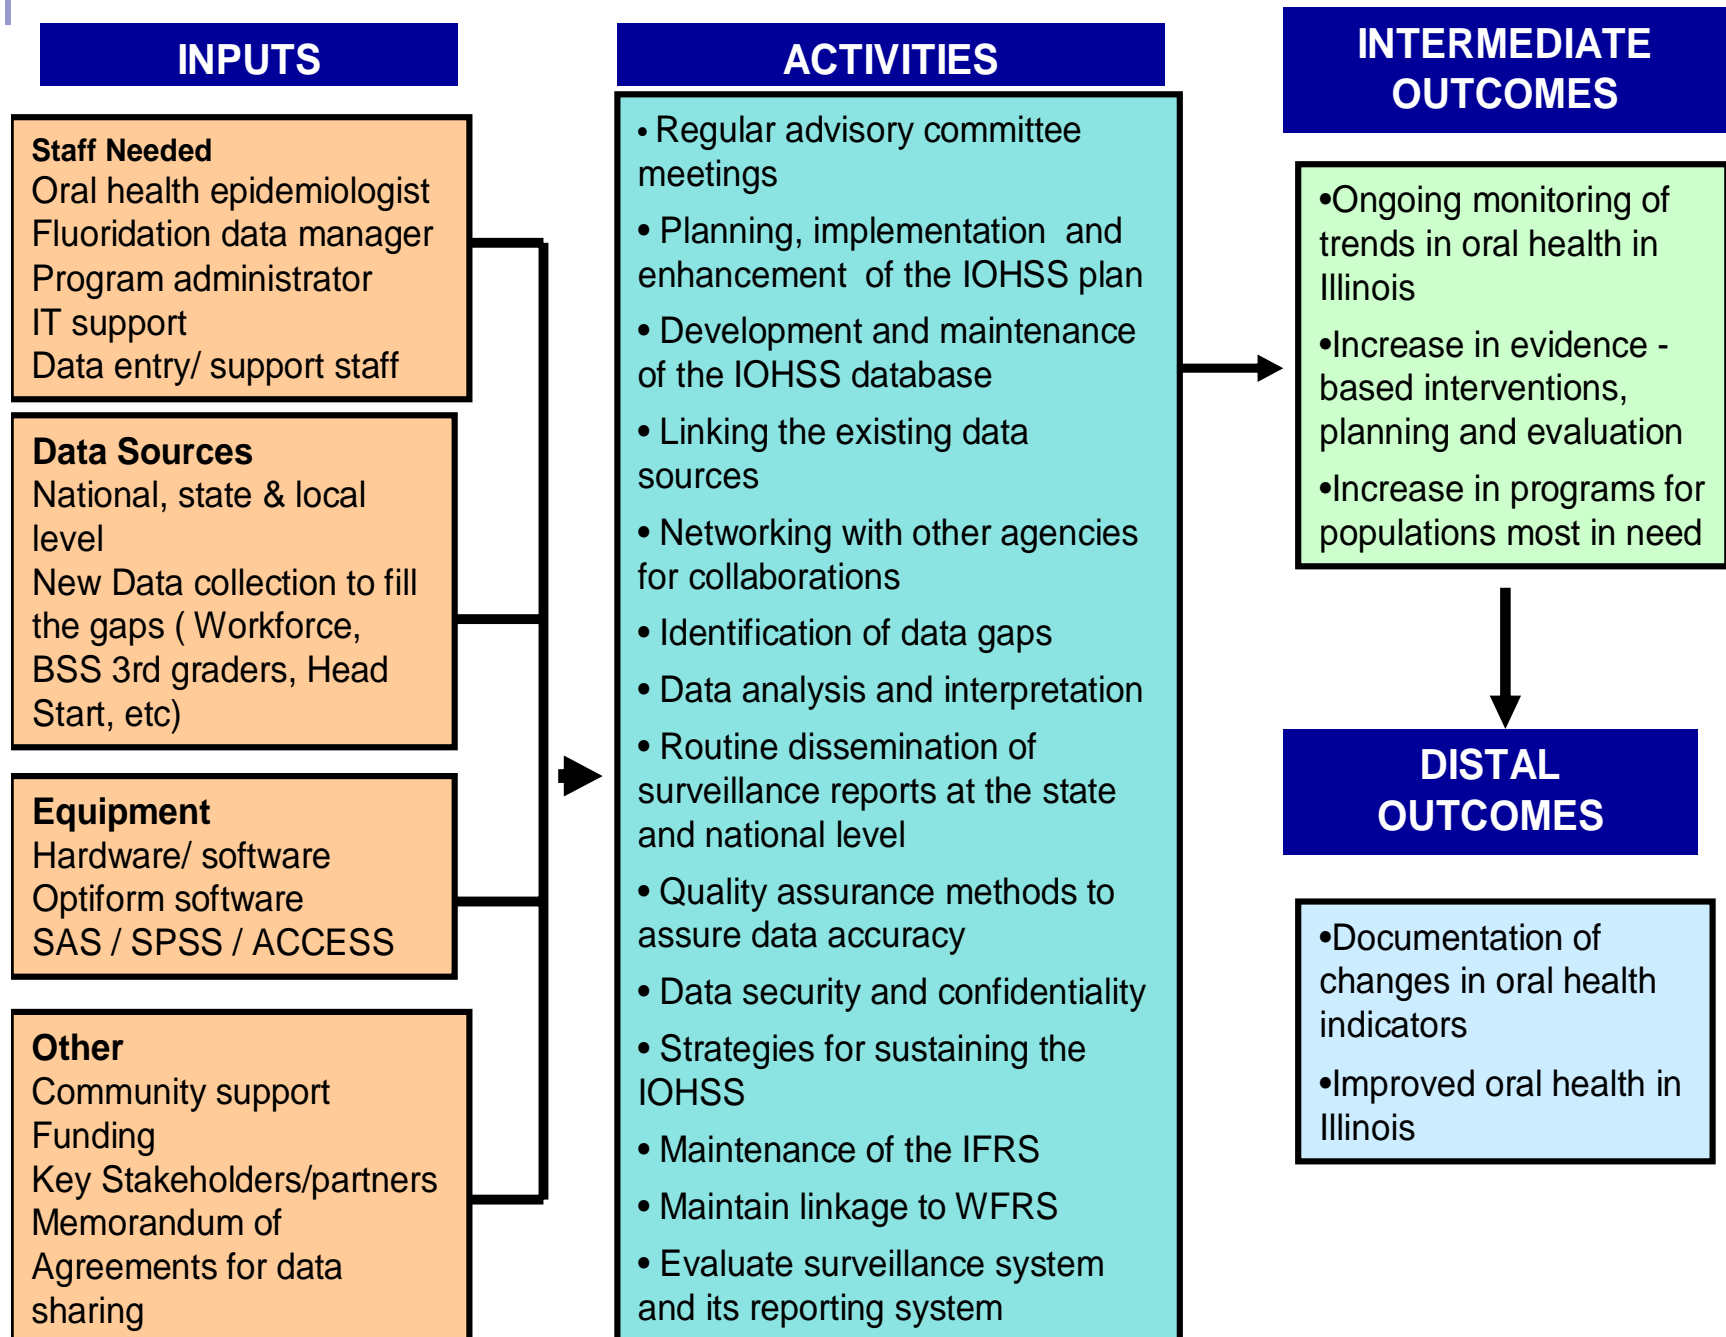 INPUTS
Staff Needed
Oral health epidemiologist
Fluoridation data manager
Program administrator
IT support
Data entry/ support staff
Data Sources
National, state & local
level
New Data collection to fill
the gaps ( Workforce,
BSS 3rd graders, Head
Start, etc)
Equipment
Hardware/ software
Optiform software
SAS / SPSS / ACCESS
Other
Community support
Funding
Key Stakeholders/partners
Memorandum of
Agreements for data
sharing
ACTIVITIES
• Regular advisory committee
meetings
• Planning, implementation and
enhancement of the IOHSS plan
• Development and maintenance
of the IOHSS database
• Linking the existing data
sources
• Networking with other agencies
for collaborations
• Identification of data gaps
• Data analysis and interpretation
• Routine dissemination of
surveillance reports at the state
and national level
• Quality assurance methods to
assure data accuracy
• Data security and confidentiality
• Strategies for sustaining the
IOHSS
• Maintenance of the IFRS
• Maintain linkage to WFRS
• Evaluate surveillance system
and its reporting system
INTERMEDIATE
OUTCOMES
•Ongoing monitoring of
trends in oral health in
Illinois
•Increase in evidence -
based interventions,
planning and evaluation
•Increase in programs for
populations most in need
DISTAL
OUTCOMES
•Documentation of
changes in oral health
indicators
•Improved oral health in
Illinois